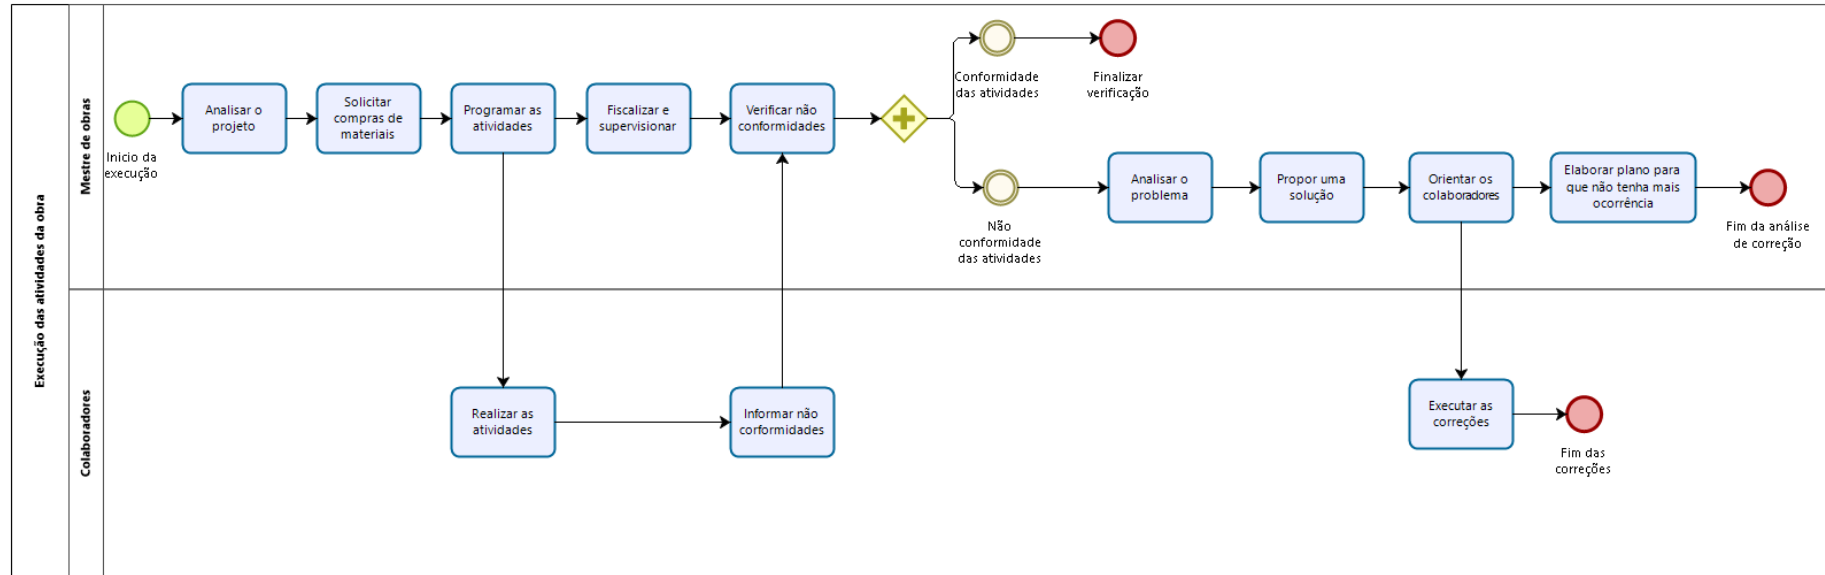 Execução das atividades da obra
Mestre de obras
Inicio da
execução
Analisar o
projeto
Solicitar
compras de
materiais
Programar as
atividades
Fiscalizar e
supervisionar
Verificar não
conformidades
Conformidade
das atividades
Finalizar
verificação
Não
conformidade
das atividades
Analisar o
problema
Propor uma
solução
Orientar os
colaboradores
Elaborar plano para
que não tenha mais
ocorrência
Fim da análise
de correção
Colaboradores
Realizar as
atividades
Informar não
corformidades
Executar as
correções
Fim das
correções